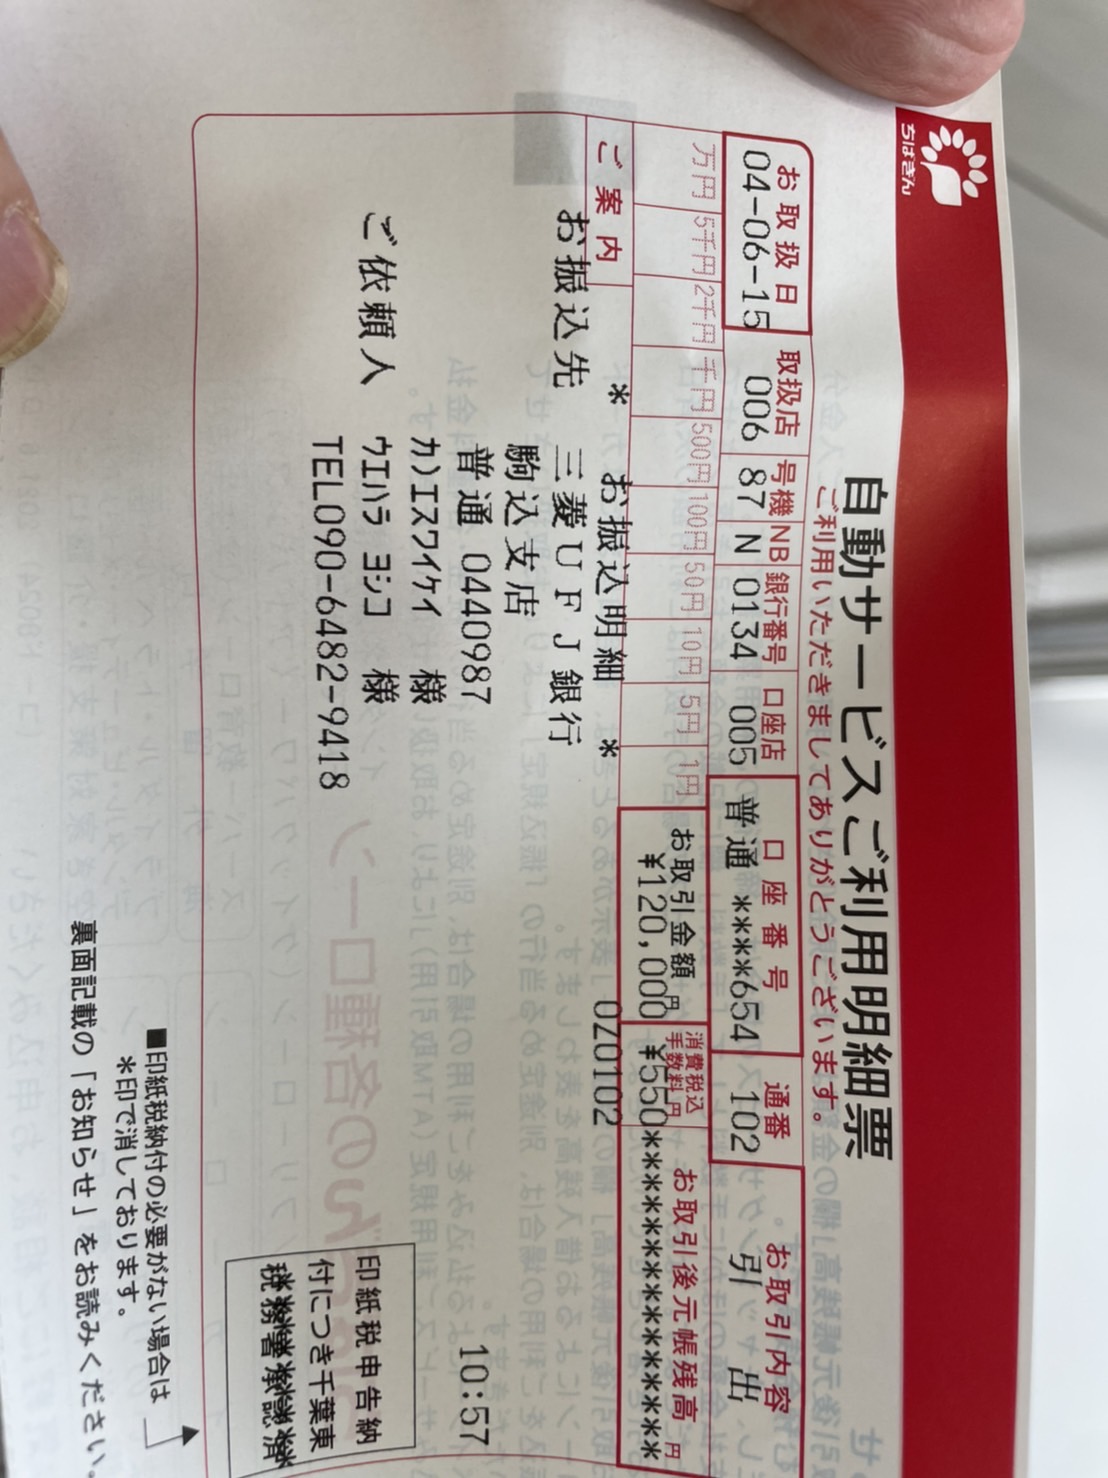 ちばぎん
自動サービスご利用明細票
ご利用いただきましてありがとうございます。
お取扱日 取扱店 号機 NB 銀行番号 口座店 口座番号 通番 お取引内容
04-06-15 006 87 N 0134 005 普通 ****654 102 引 出
万円 5千円 2千円 千円 500円 100円 50円 10円 5円 1円 お取引金額円 消費税込手数料円 お取引後元帳残高円
¥120,000 ¥550******************
ご案内
* お振込明細 * 0Z0102
お振込先 三菱UFJ銀行
駒込支店
普通 0440987
カ)エスワイケイ 様
ご依頼人 ウエハラ ヨシコ 様
TEL090-6482-9418
10:57
印紙税申告納
付につき千葉東
税務署承認済
■印紙税納付の必要がない場合は
*印で消しております。
裏面記載の「お知らせ」をお読みください。